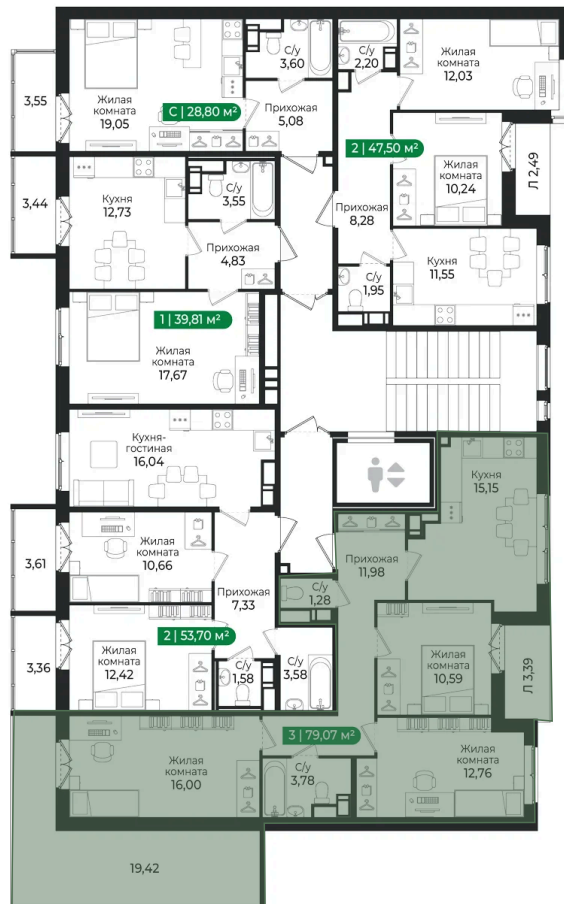 С/у
3,60
С/у
2,20
Жилая
комната
12,03
3,55
Жилая
комната
19,05
С | 28,80 м²
Прихожая
5,08
2 | 47,50 м²
Жилая
комната
10,24
Л 2,49
3,44
Кухня
12,73
С/у
3,55
Прихожая
4,83
Прихожая
8,28
Кухня
11,55
С/у
1,95
1 | 39,81 м²
Жилая
комната
17,67
Кухня-
гостиная
16,04
Кухня
15,15
3,61
Жилая
комната
10,66
Прихожая
11,98
С/у
1,28
Прихожая
7,33
2 | 53,70 м²
3,36
Жилая
комната
12,42
С/у
1,58
С/у
3,58
Жилая
комната
10,59
Л 3,39
3 | 79,07 м²
Жилая
комната
16,00
С/у
3,78
Жилая
комната
12,76
19,42